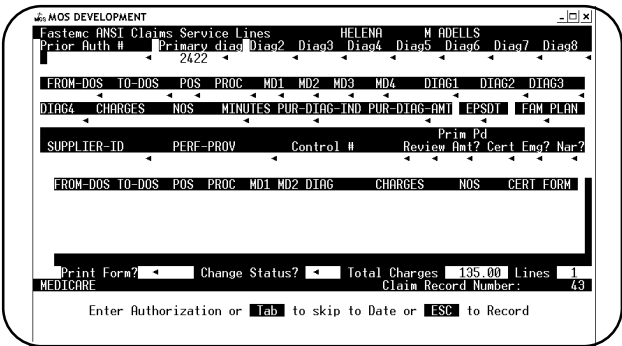 MOS MOS DEVELOPMENT
Fastemc ANSI Claims Service Lines HELENA M ADELLS
Prior Auth # Primary diag Diag2 Diag3 Diag4 Diag5 Diag6 Diag7 Diag8
2422
FROM-DOS TO-DOS POS PROC MD1 MD2 MD3 MD4 DIAG1 DIAG2 DIAG3
DIAG4 CHARGES NOS MINUTES PUR-DIAG-IND PUR-DIAG-AMT EPSDT FAM PLAN
Prim Pd
SUPPLIER-ID PERF-PROV Control # Review Amt? Cert Emg? Nar?
FROM-DOS TO-DOS POS PROC MD1 MD2 DIAG CHARGES NOS CERT FORM
Print Form? Change Status? Total Charges 135.00 Lines 1
MEDICARE Claim Record Number: 43
Enter Authorization or Tab to skip to Date or ESC to Record